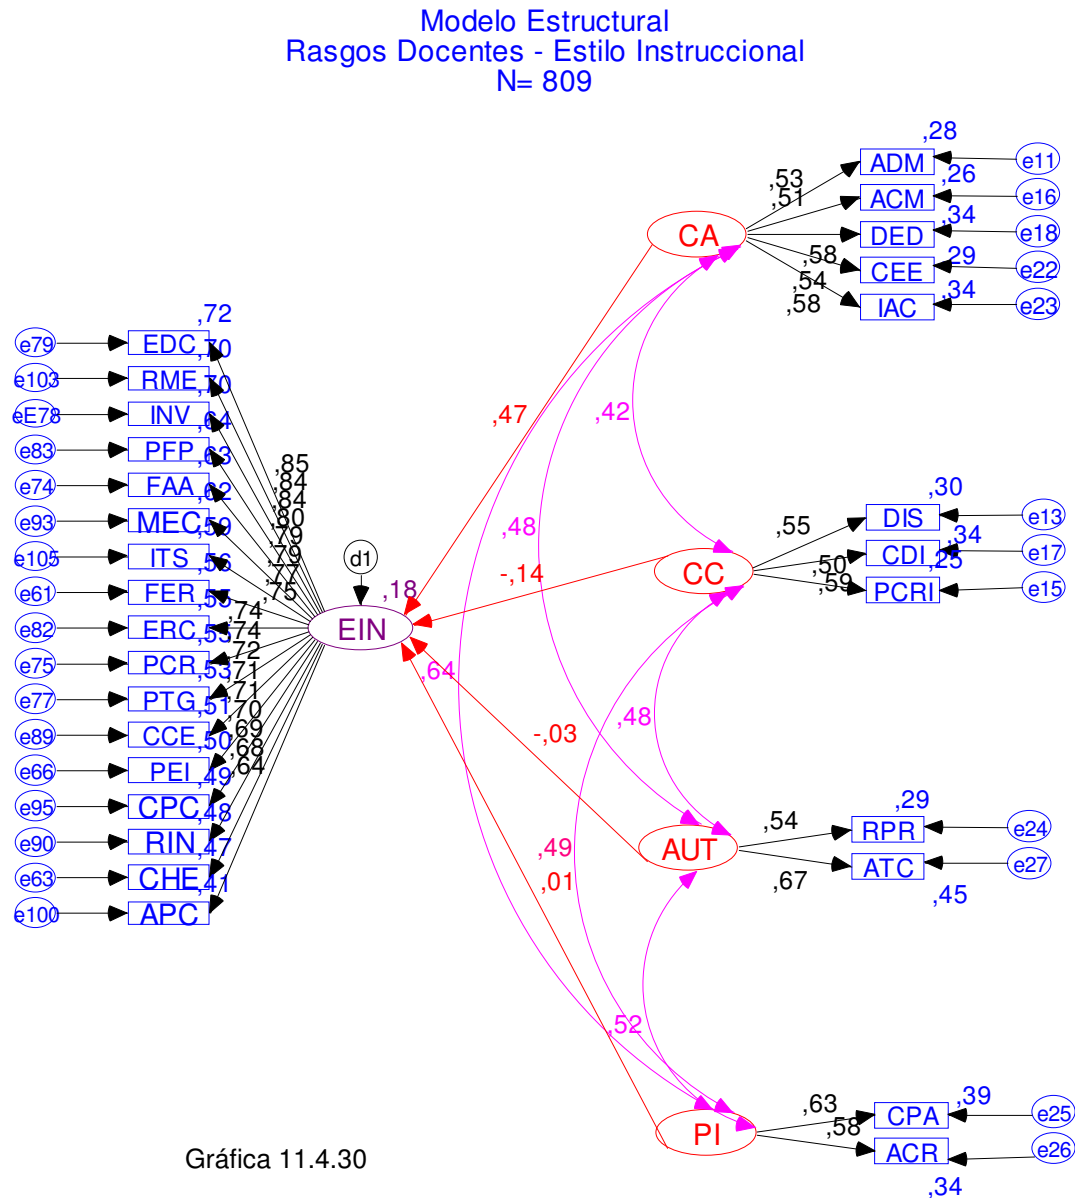 Modelo Estructural
Rasgos Docentes - Estilo Instruccional
N= 809
,28
ADM
e11
,53
,26
ACM
e16
,51
,34
DED
e18
CA
,58
,29
CEE
e22
,54
,34
IAC
e23
,58
,72
EDC
e79
,70
RME
e103
,70
INV
eE78
,64
PFP
e83
,63
FAA
e74
,62
MEC
e93
,59
ITS
e105
,56
FER
e61
,55
ERC
e82
,55
PCR
e75
,53
PTG
e77
,51
CCE
e89
,50
PEI
e66
,49
CPC
e95
,48
RIN
e90
,47
CHE
e63
,41
APC
e100
,85
,84
,84
,80
,79
,79
,77
,75
,74
,74
,72
,71
,71
,70
,69
,68
,64
d1
,18
EIN
,47
,42
,48
-,14
,64
-,03
,48
,49
,01
,52
,30
DIS
e13
,55
,34
CDI
e17
,50
CC
,25
PCRI
e15
,59
,29
RPR
e24
,54
AUT
ATC
e27
,67
,45
,39
CPA
e25
,63
PI
,58
ACR
e26
,34
Gráfica 11.4.30